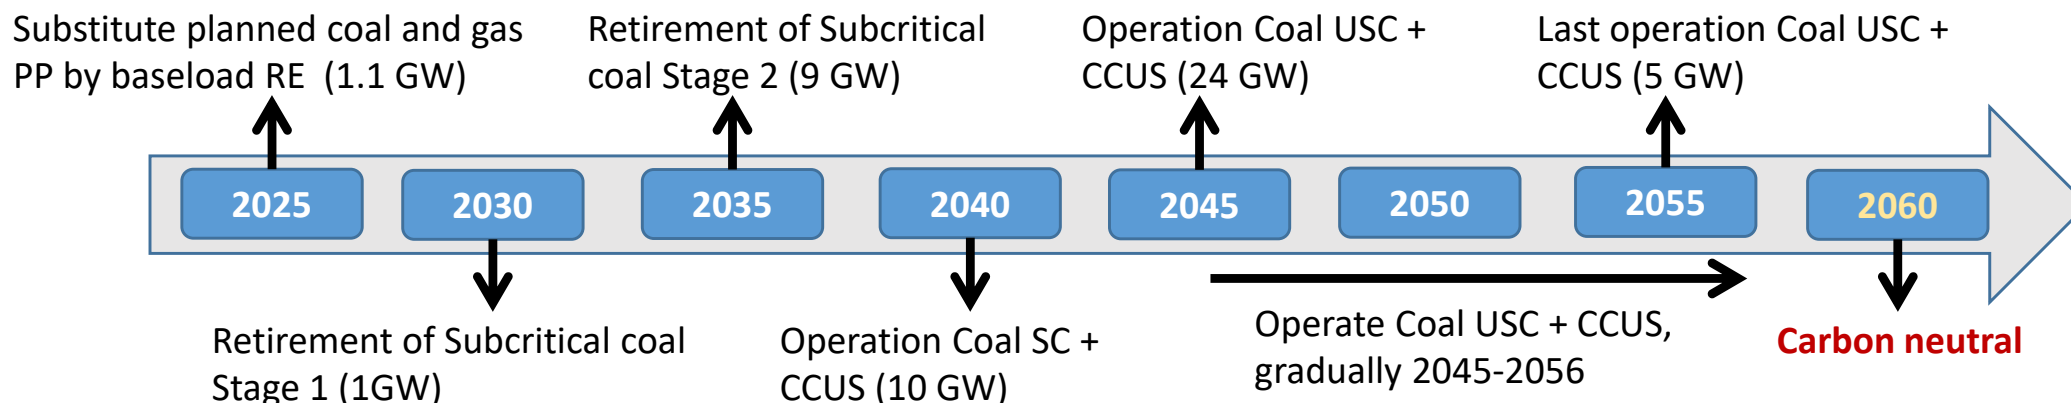 Substitute planned coal and gas
PP by baseload RE (1.1 GW)
Retirement of Subcritical
coal Stage 2 (9 GW)
Operation Coal USC +
CCUS (24 GW)
Last operation Coal USC +
CCUS (5 GW)
2025
2030
2035
2040
2045
2050
2055
2060
Retirement of Subcritical coal
Stage 1 (1GW)
Operation Coal SC +
CCUS (10 GW)
Operate Coal USC + CCUS,
gradually 2045-2056
Carbon neutral